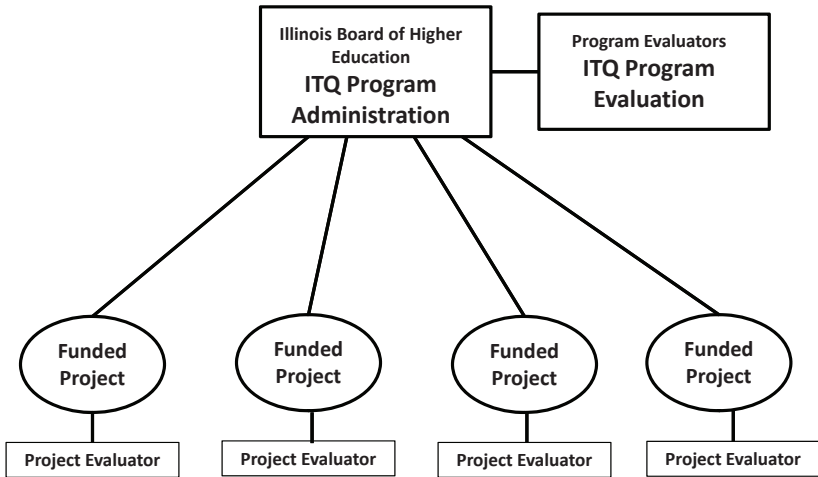 Illinois Board of Higher
Education
ITQ Program
Administration
Program Evaluators
ITQ Program
Evaluation
Funded
Project
Funded
Project
Funded
Project
Funded
Project
Project Evaluator
Project Evaluator
Project Evaluator
Project Evaluator